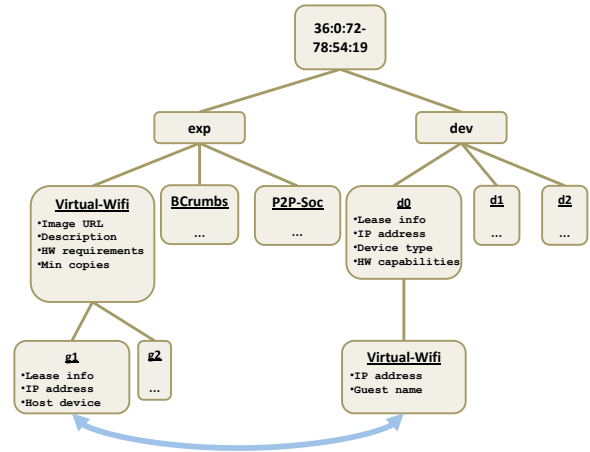 36:0:72-
78:54:19
exp
dev
Virtual-Wifi
•Image URL
•Description
•HW requirements
•Min copies
BCrumbs
...
P2P-Soc
...
d0
•Lease info
•IP address
•Device type
•HW capabilities
d1
...
d2
...
g1
•Lease info
•IP address
•Host device
g2
...
Virtual-Wifi
•IP address
•Guest name